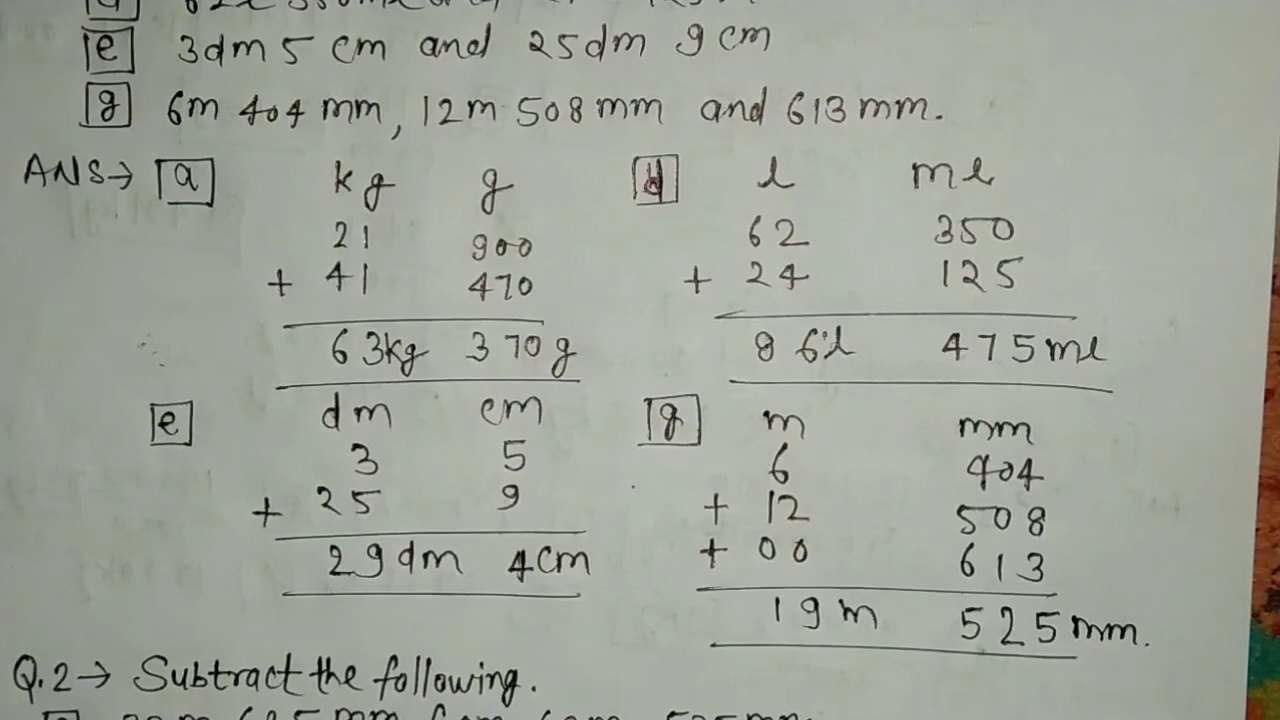 e 3dm 5 cm and 25dm 9cm
g 6m 404 mm, 12m 508 mm and 613 mm.
ANS→ a kg g
21 900
+ 41 470
63kg 370g
d l ml
62 350
+ 24 125
86l 475ml
e dm cm
3 5
+ 25 9
29dm 4cm
g m mm
6 404
+ 12 508
+ 00 613
19m 525mm.
Q.2→ Subtract the following.